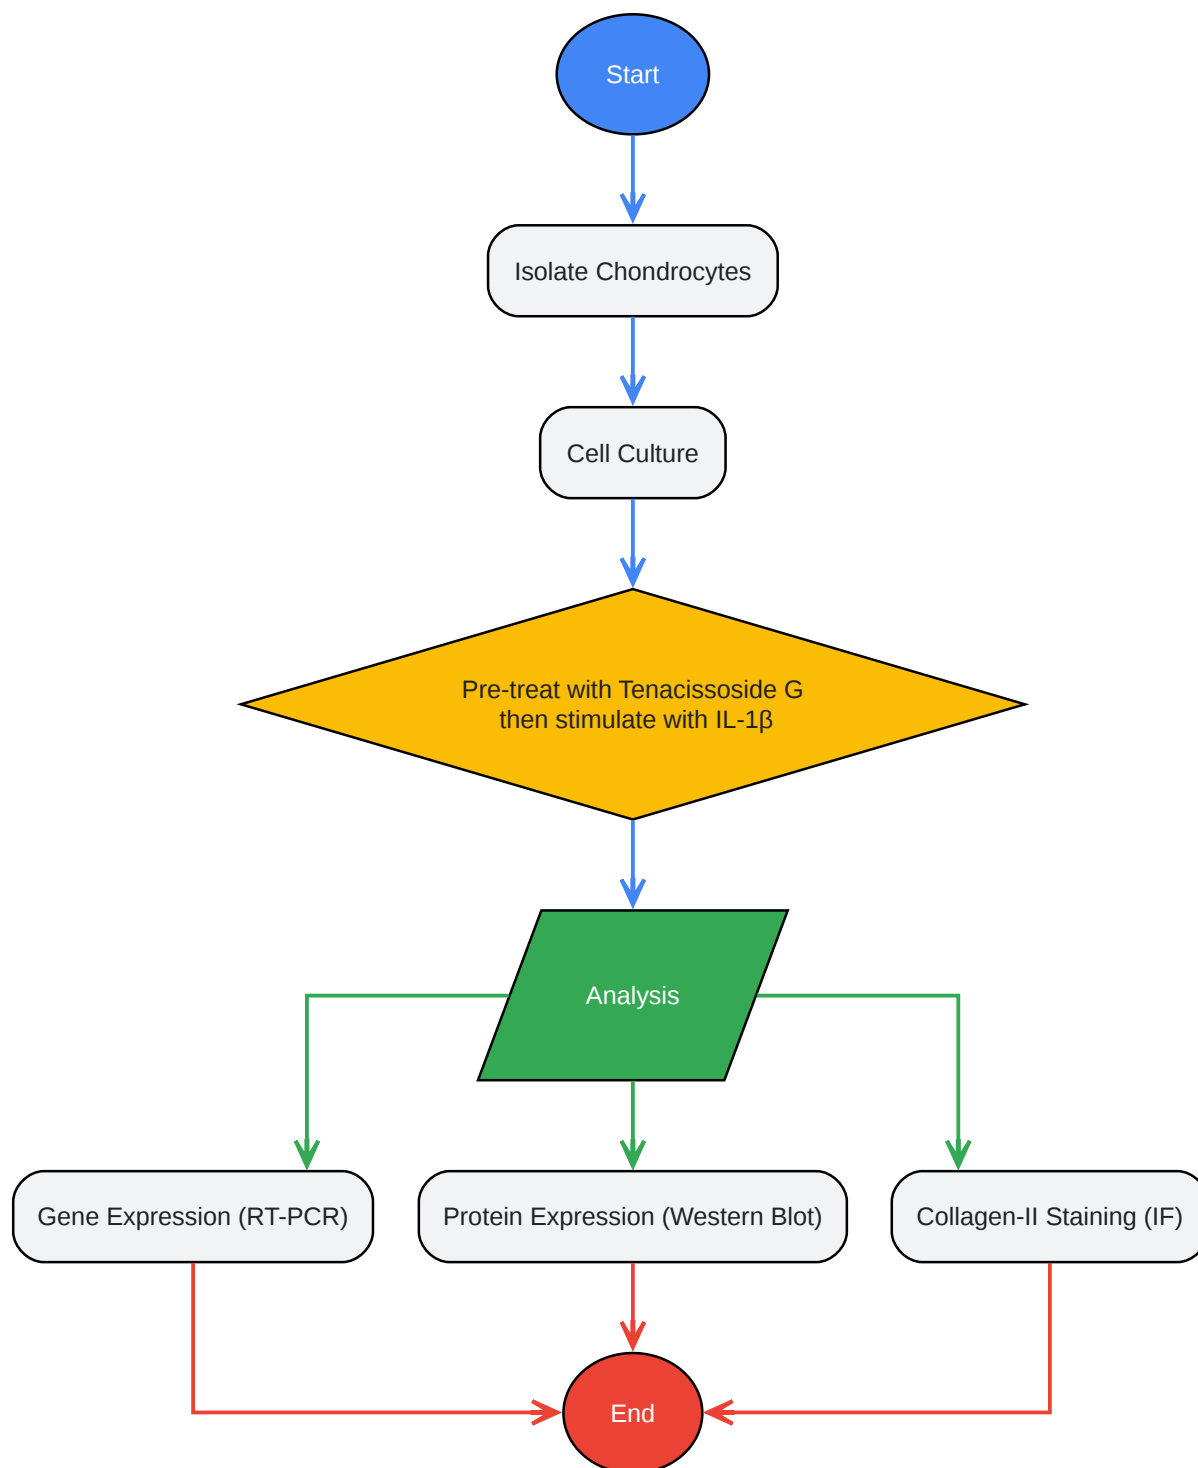 Start
Isolate Chondrocytes
Cell Culture
Pre-treat with Tenacissoside G
then stimulate with IL-1β
Analysis
Gene Expression (RT-PCR)
Protein Expression (Western Blot)
Collagen-II Staining (IF)
End